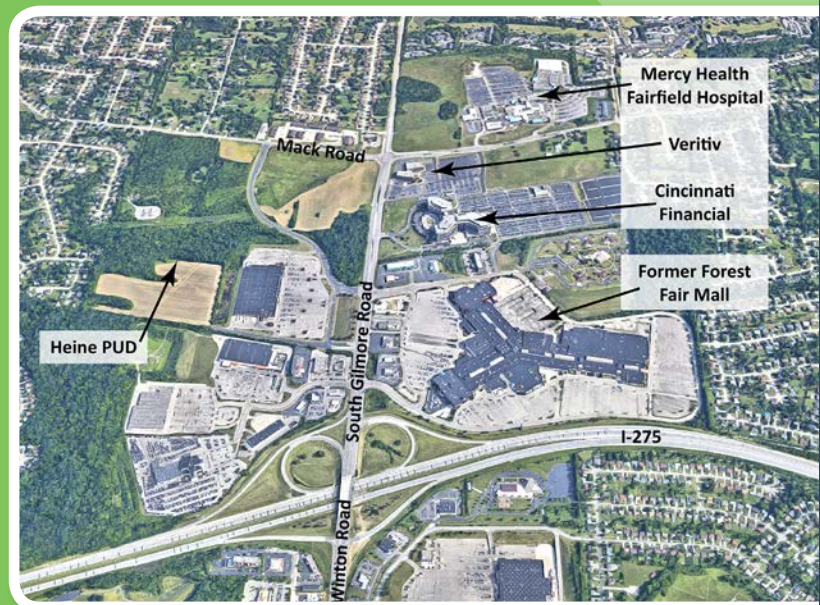 Mercy Health
Fairfield Hospital
Mack Road
Veritiv
Cincinnati
Financial
Former Forest
Fair Mall
Heine PUD
South Gilmore Road
I-275
Winton Road